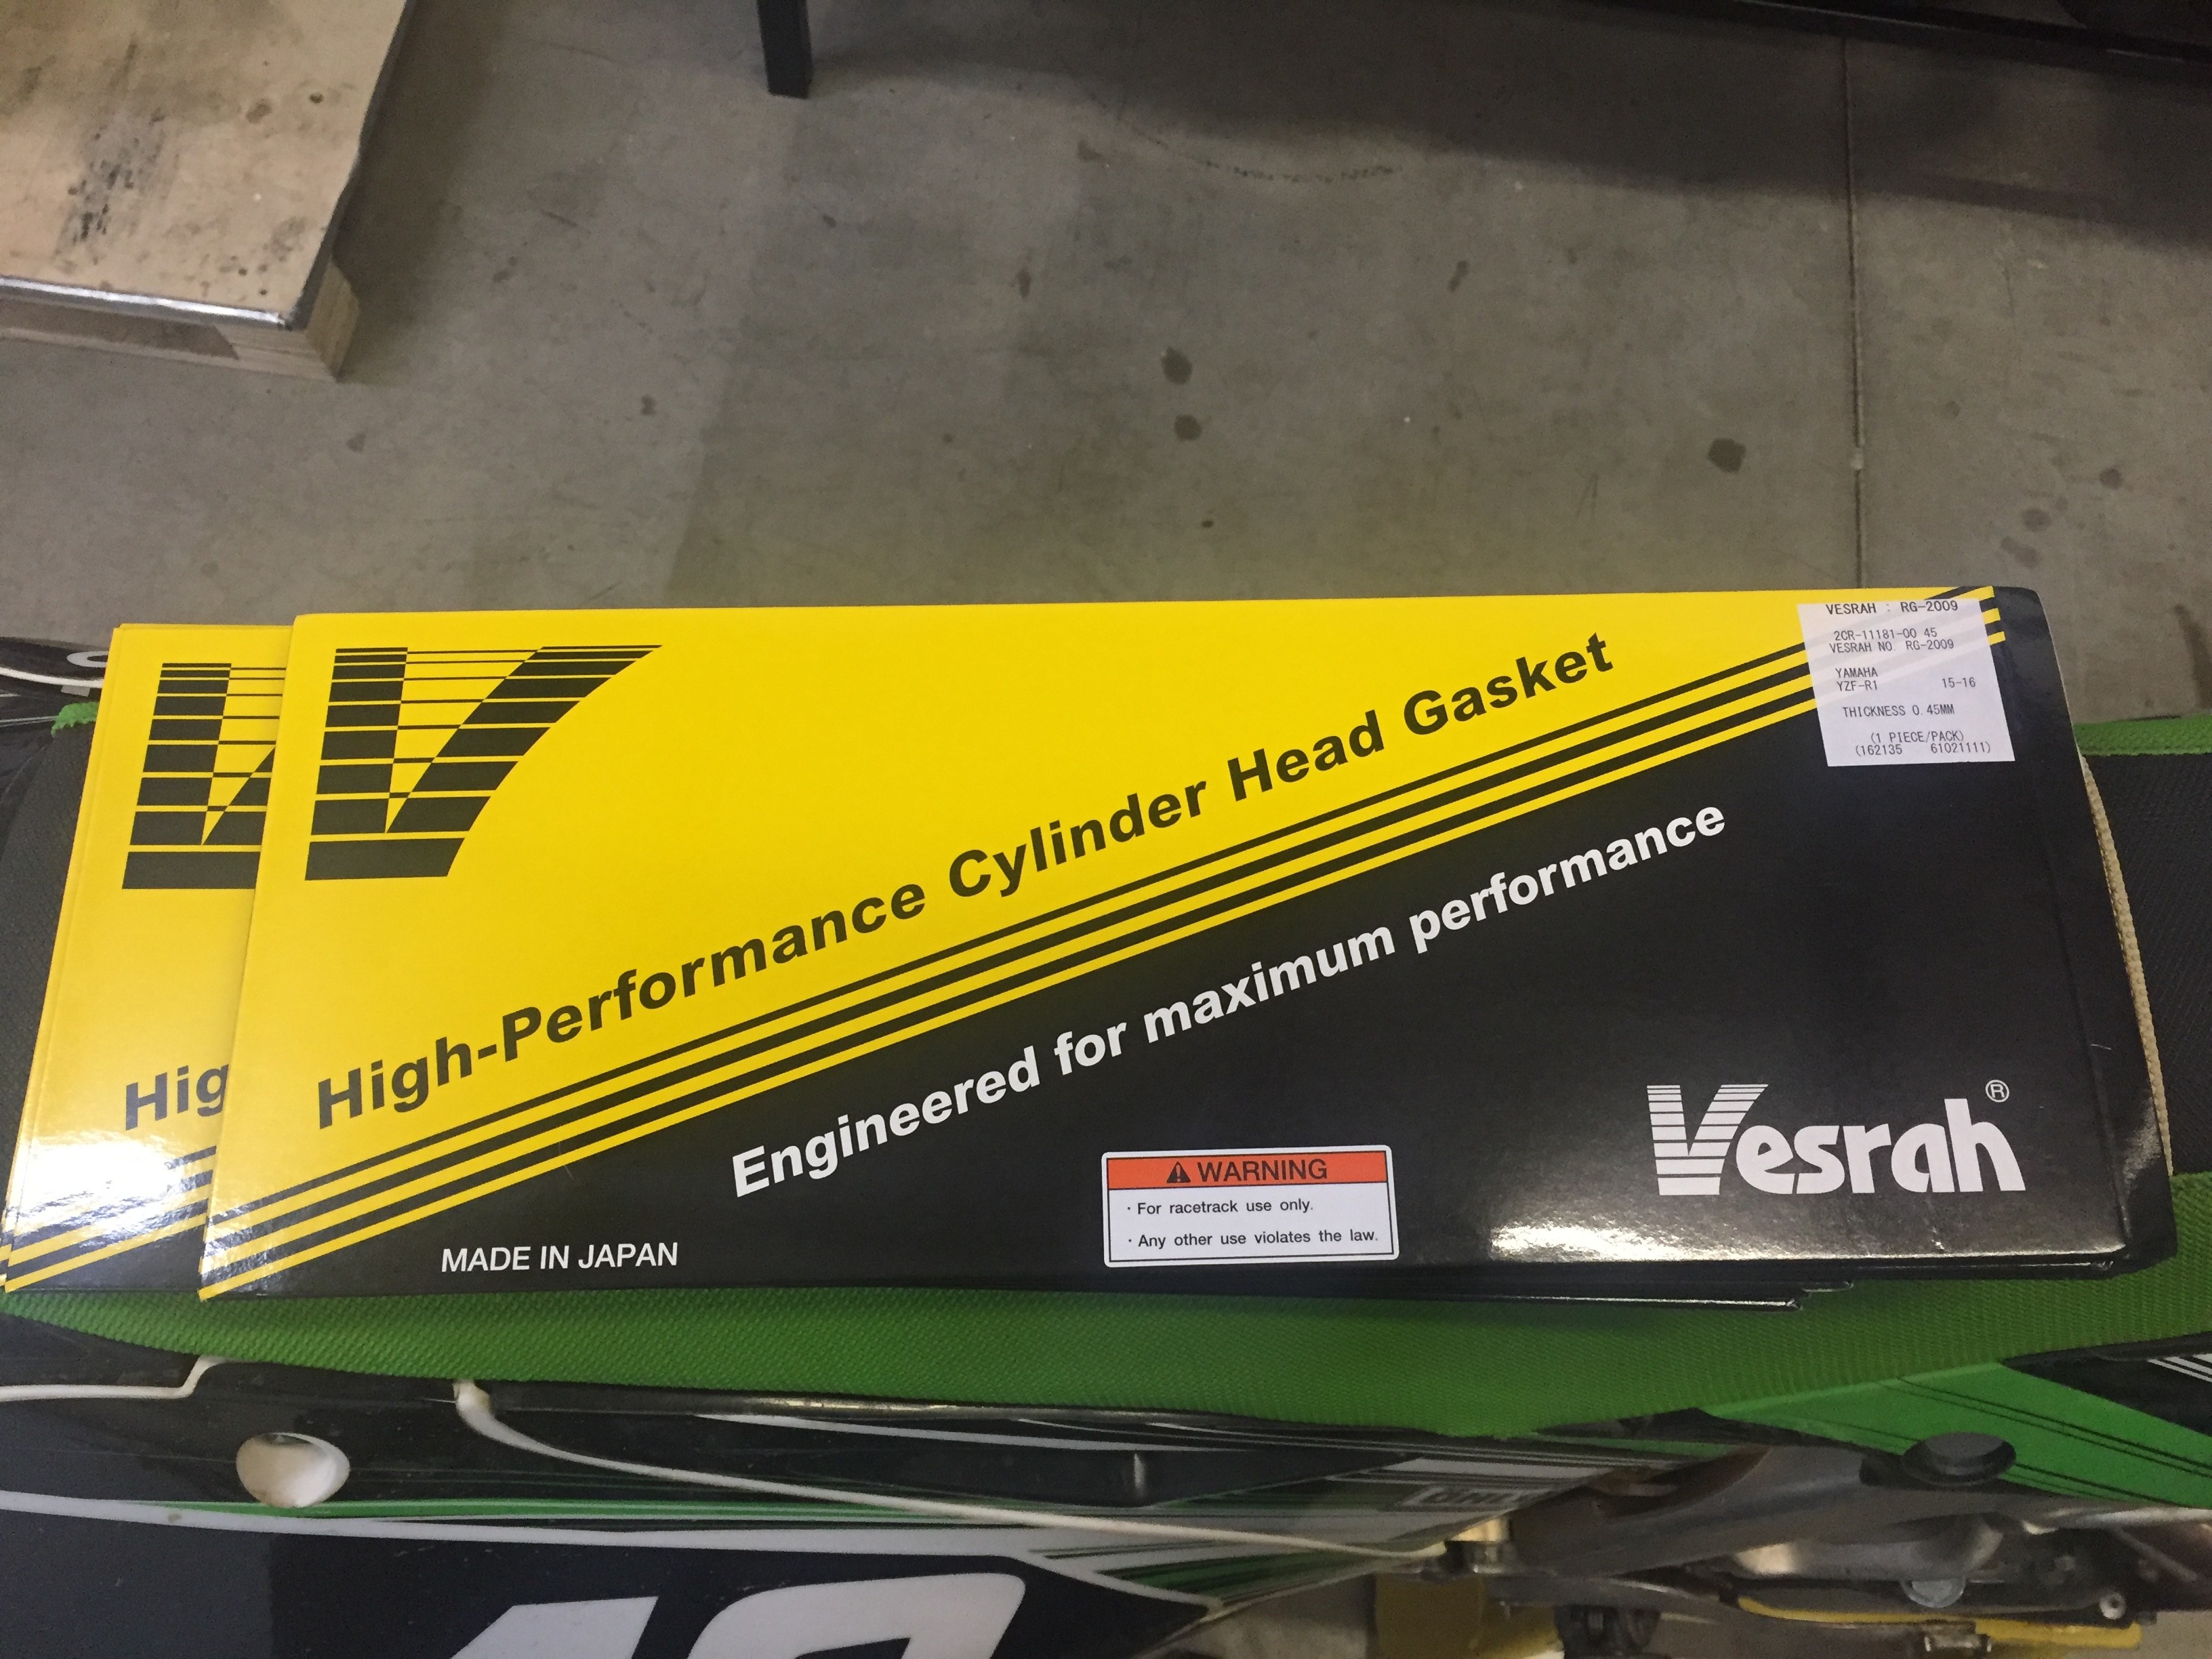 VESRAH : RG-2009
2CR-11181-00 45
VESRAH NO. RG-2009
YAMAHA
YZF-R1 15-16
THICKNESS 0.45MM
(1 PIECE/PACK)
(162135 61021111)
High-Performance Cylinder Head Gasket
Engineered for maximum performance
Hig
Vesrah®
WARNING
· For racetrack use only.
· Any other use violates the law.
MADE IN JAPAN